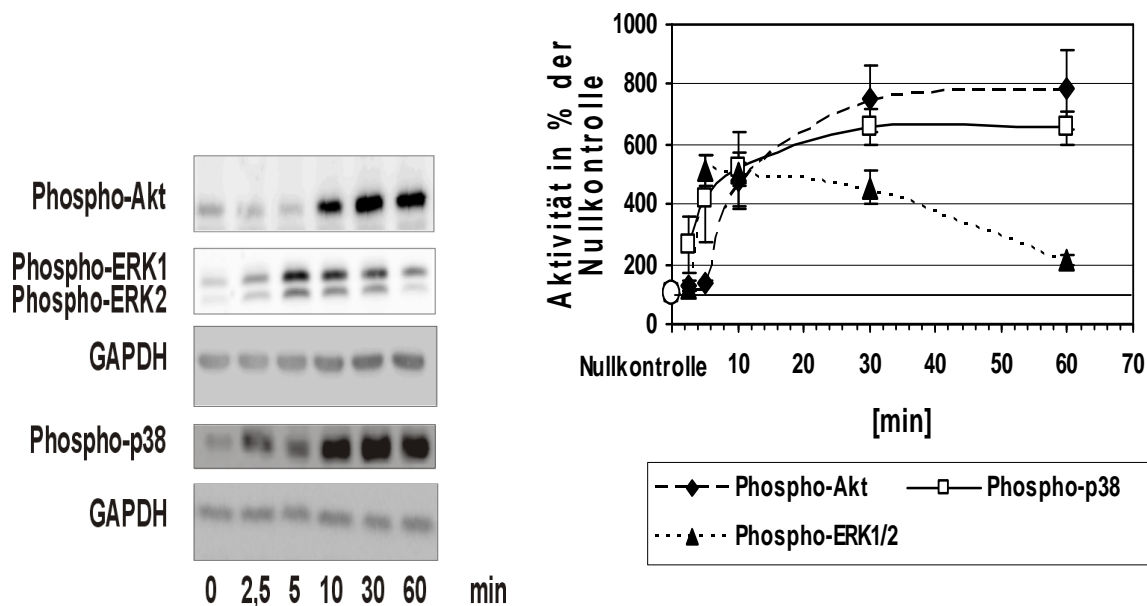 Phospho-Akt
Phospho-ERK1
Phospho-ERK2
GAPDH
Phospho-p38
GAPDH
0 2,5 5 10 30 60 min
Aktivität in % der
Nullkontrolle
1000
800
600
400
200
0
Nullkontrolle 10 20 30 40 50 60 70
[min]
Phospho-Akt Phospho-p38
Phospho-ERK1/2